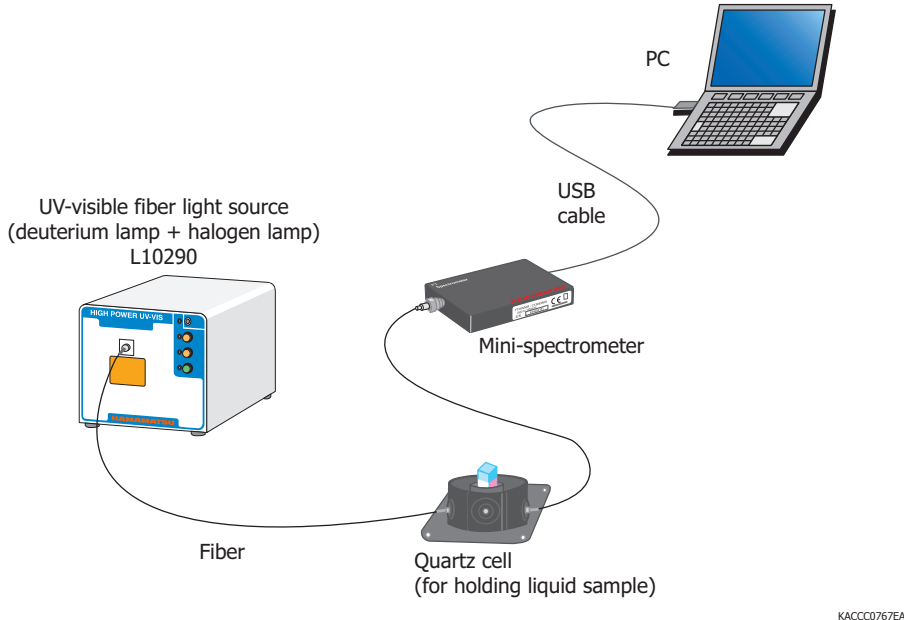 PC
USB
cable
UV-visible fiber light source
(deuterium lamp + halogen lamp)
L10290
HIGH POWER UV-VIS
HAMAMATSU
Spectrometer
Mini-spectrometer
Fiber
Quartz cell
(for holding liquid sample)
KACCC0767EA